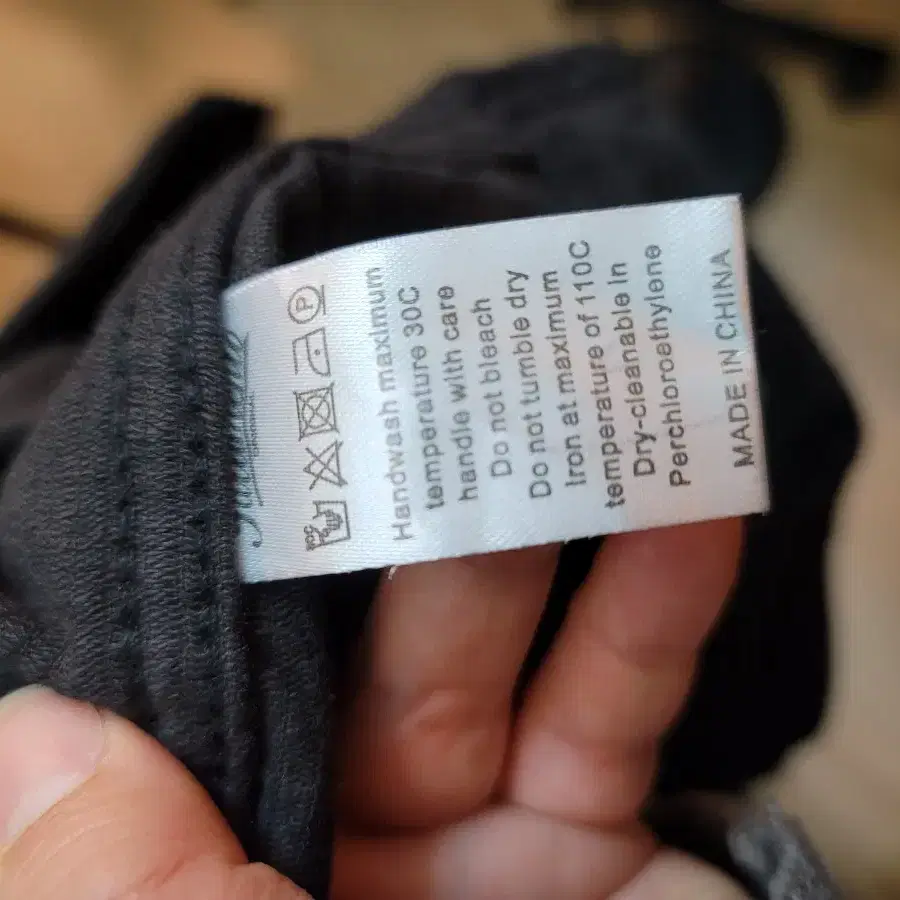 Handwash maximum
temperature 30C
handle with care
Do not bleach
Do not tumble dry
Iron at maximum
temperature of 110C
Dry-cleanable in
Perchloroethylene
MADE IN CHINA
P